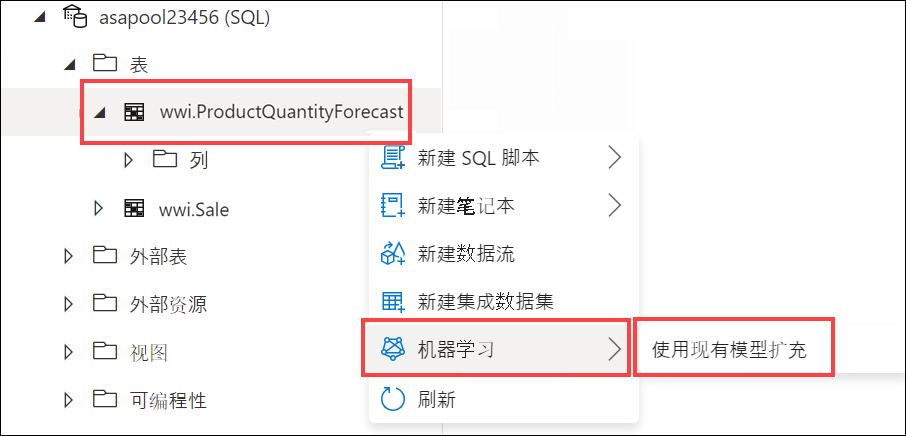 asapool23456 (SQL)
表
wwi.ProductQuantityForecast
列
wwi.Sale
外部表
外部资源
视图
可编程性
新建 SQL 脚本
新建笔记本
新建数据流
新建集成数据集
机器学习
使用现有模型扩充
刷新